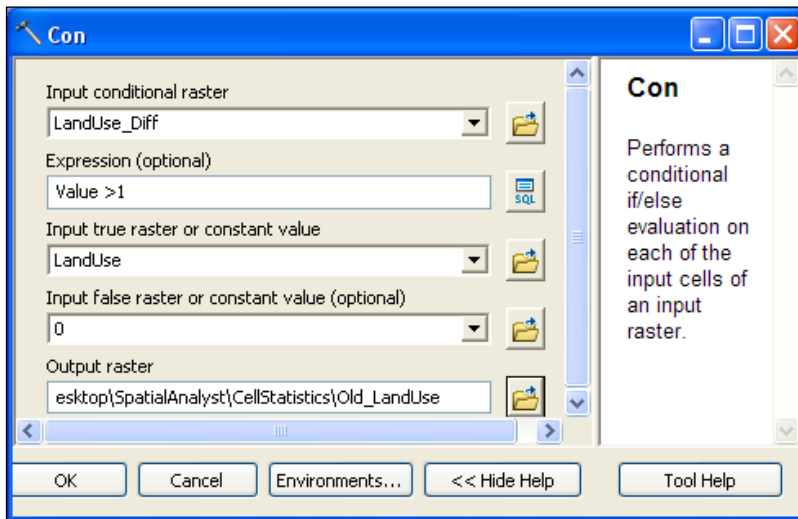 Con
Input conditional raster
LandUse_Diff
Expression (optional)
Value >1
SQL
Input true raster or constant value
LandUse
Input false raster or constant value (optional)
0
Output raster
esktop\SpatialAnalyst\CellStatistics\Old_LandUse
Con
Performs a
conditional
if/else
evaluation on
each of the
input cells of
an input
raster.
OK
Cancel
Environments...
<< Hide Help
Tool Help